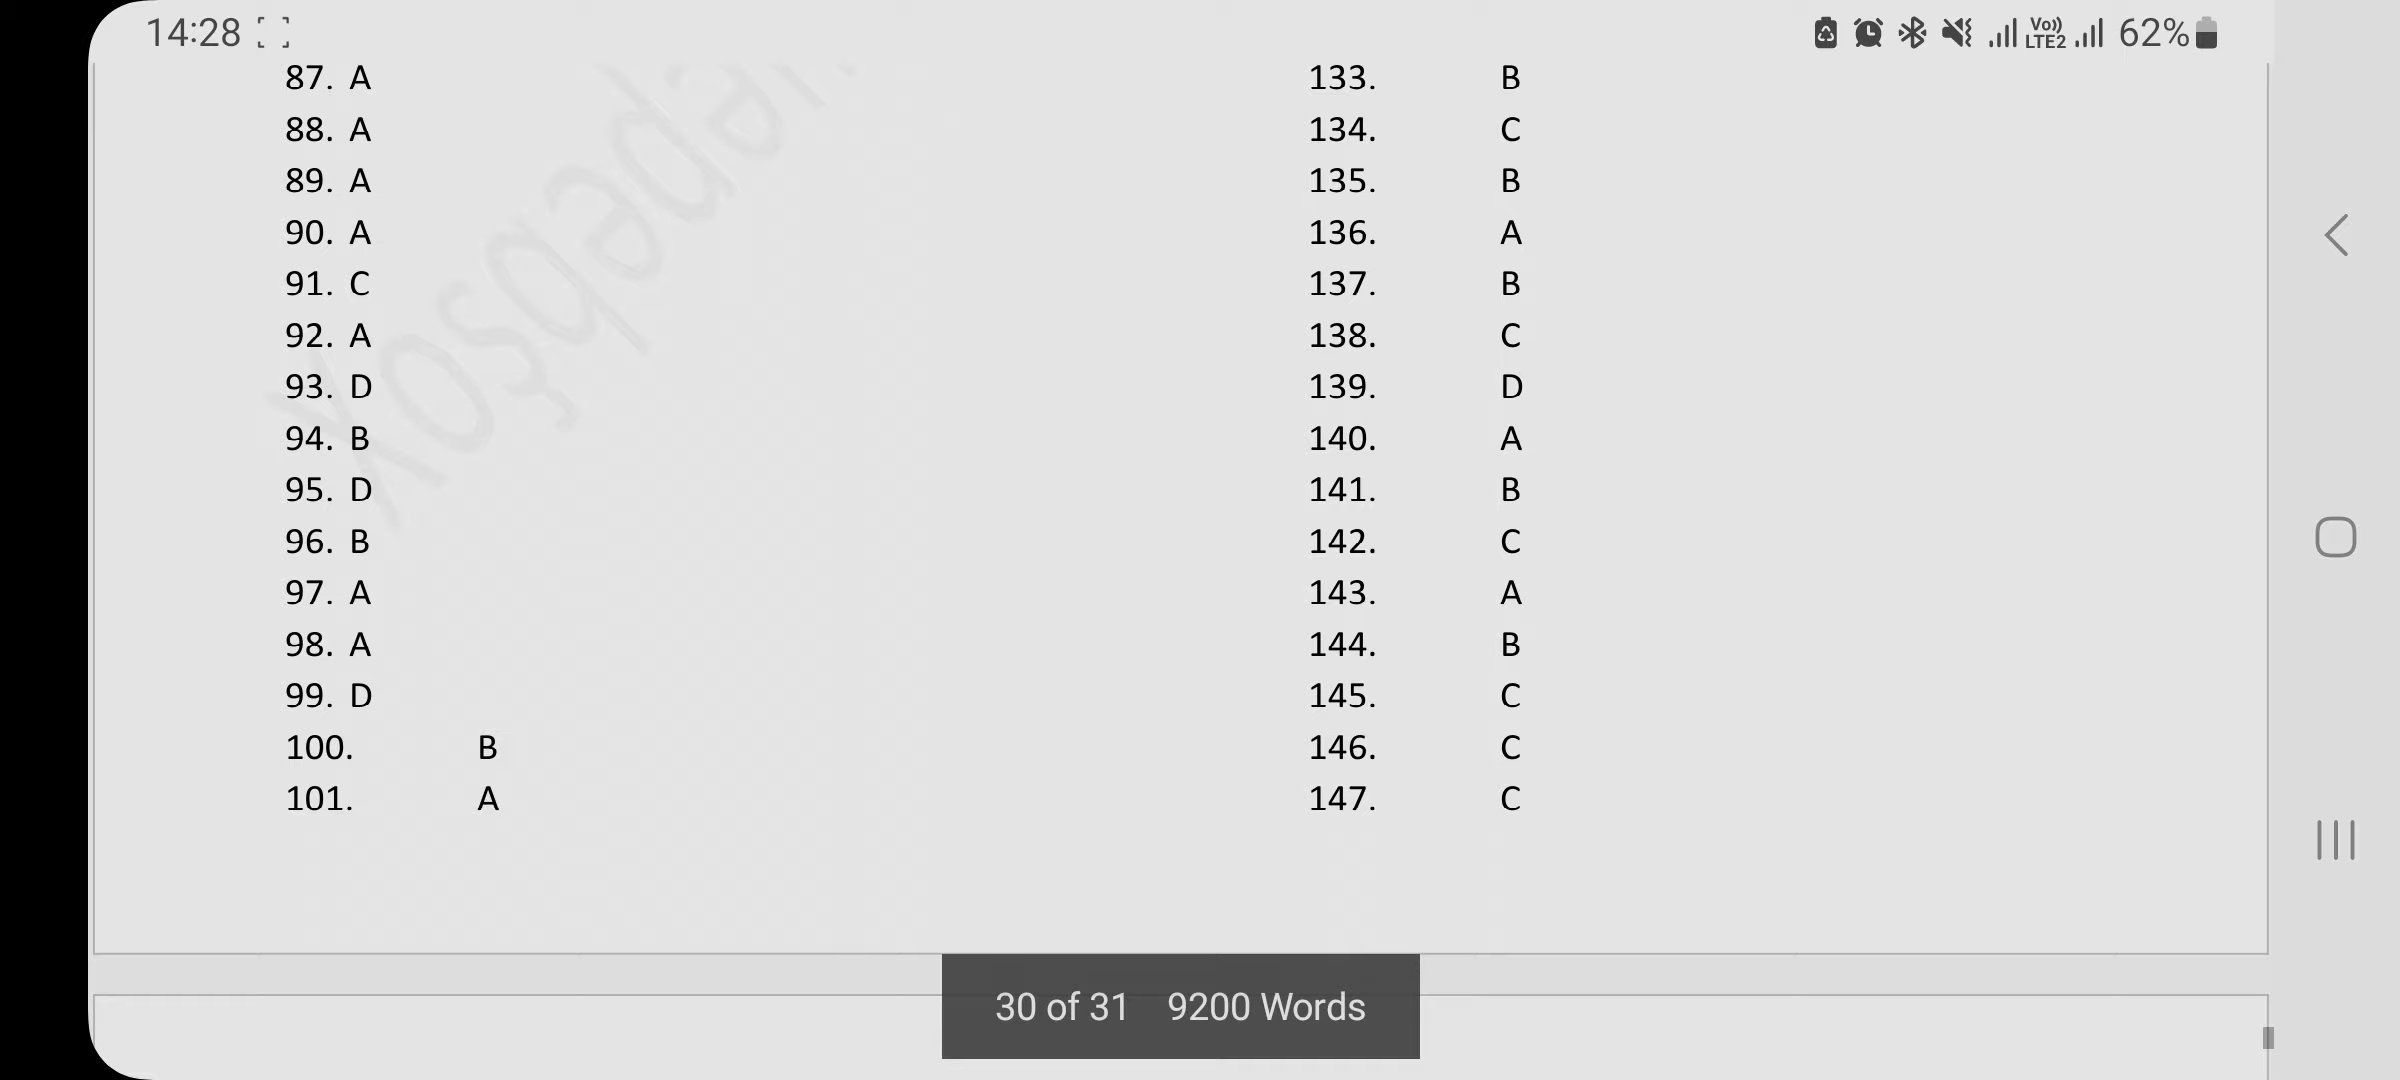 14:28
Vo)) LTE2 62%
87. A
88. A
89. A
90. A
91. C
92. A
93. D
94. B
95. D
96. B
97. A
98. A
99. D
100. B
101. A
133. B
134. C
135. B
136. A
137. B
138. C
139. D
140. A
141. B
142. C
143. A
144. B
145. C
146. C
147. C
30 of 31 9200 Words